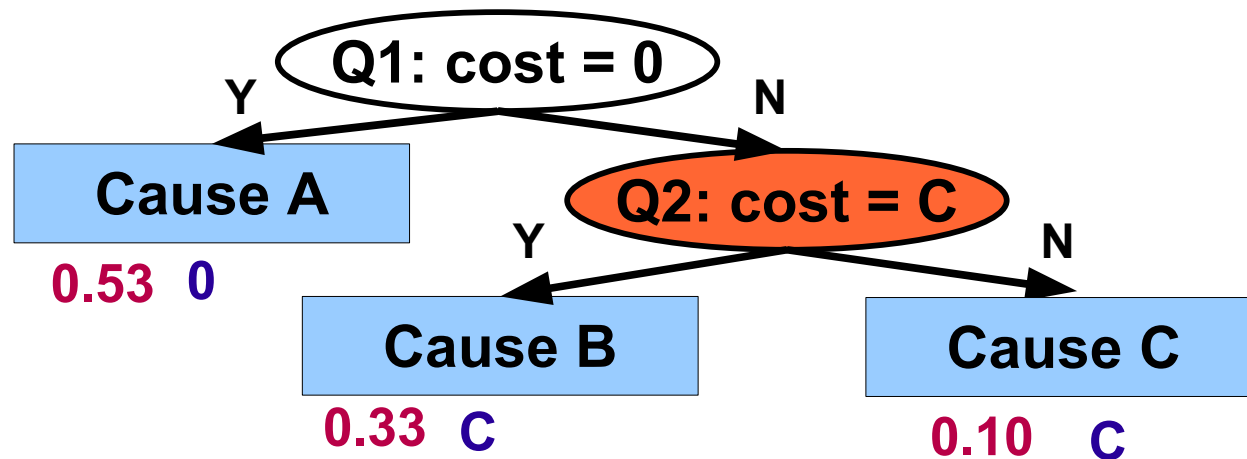 Q1: cost = 0
Y
N
Cause A
Q2: cost = C
0.53 0
Y
N
Cause B
Cause C
0.33 C
0.10 C